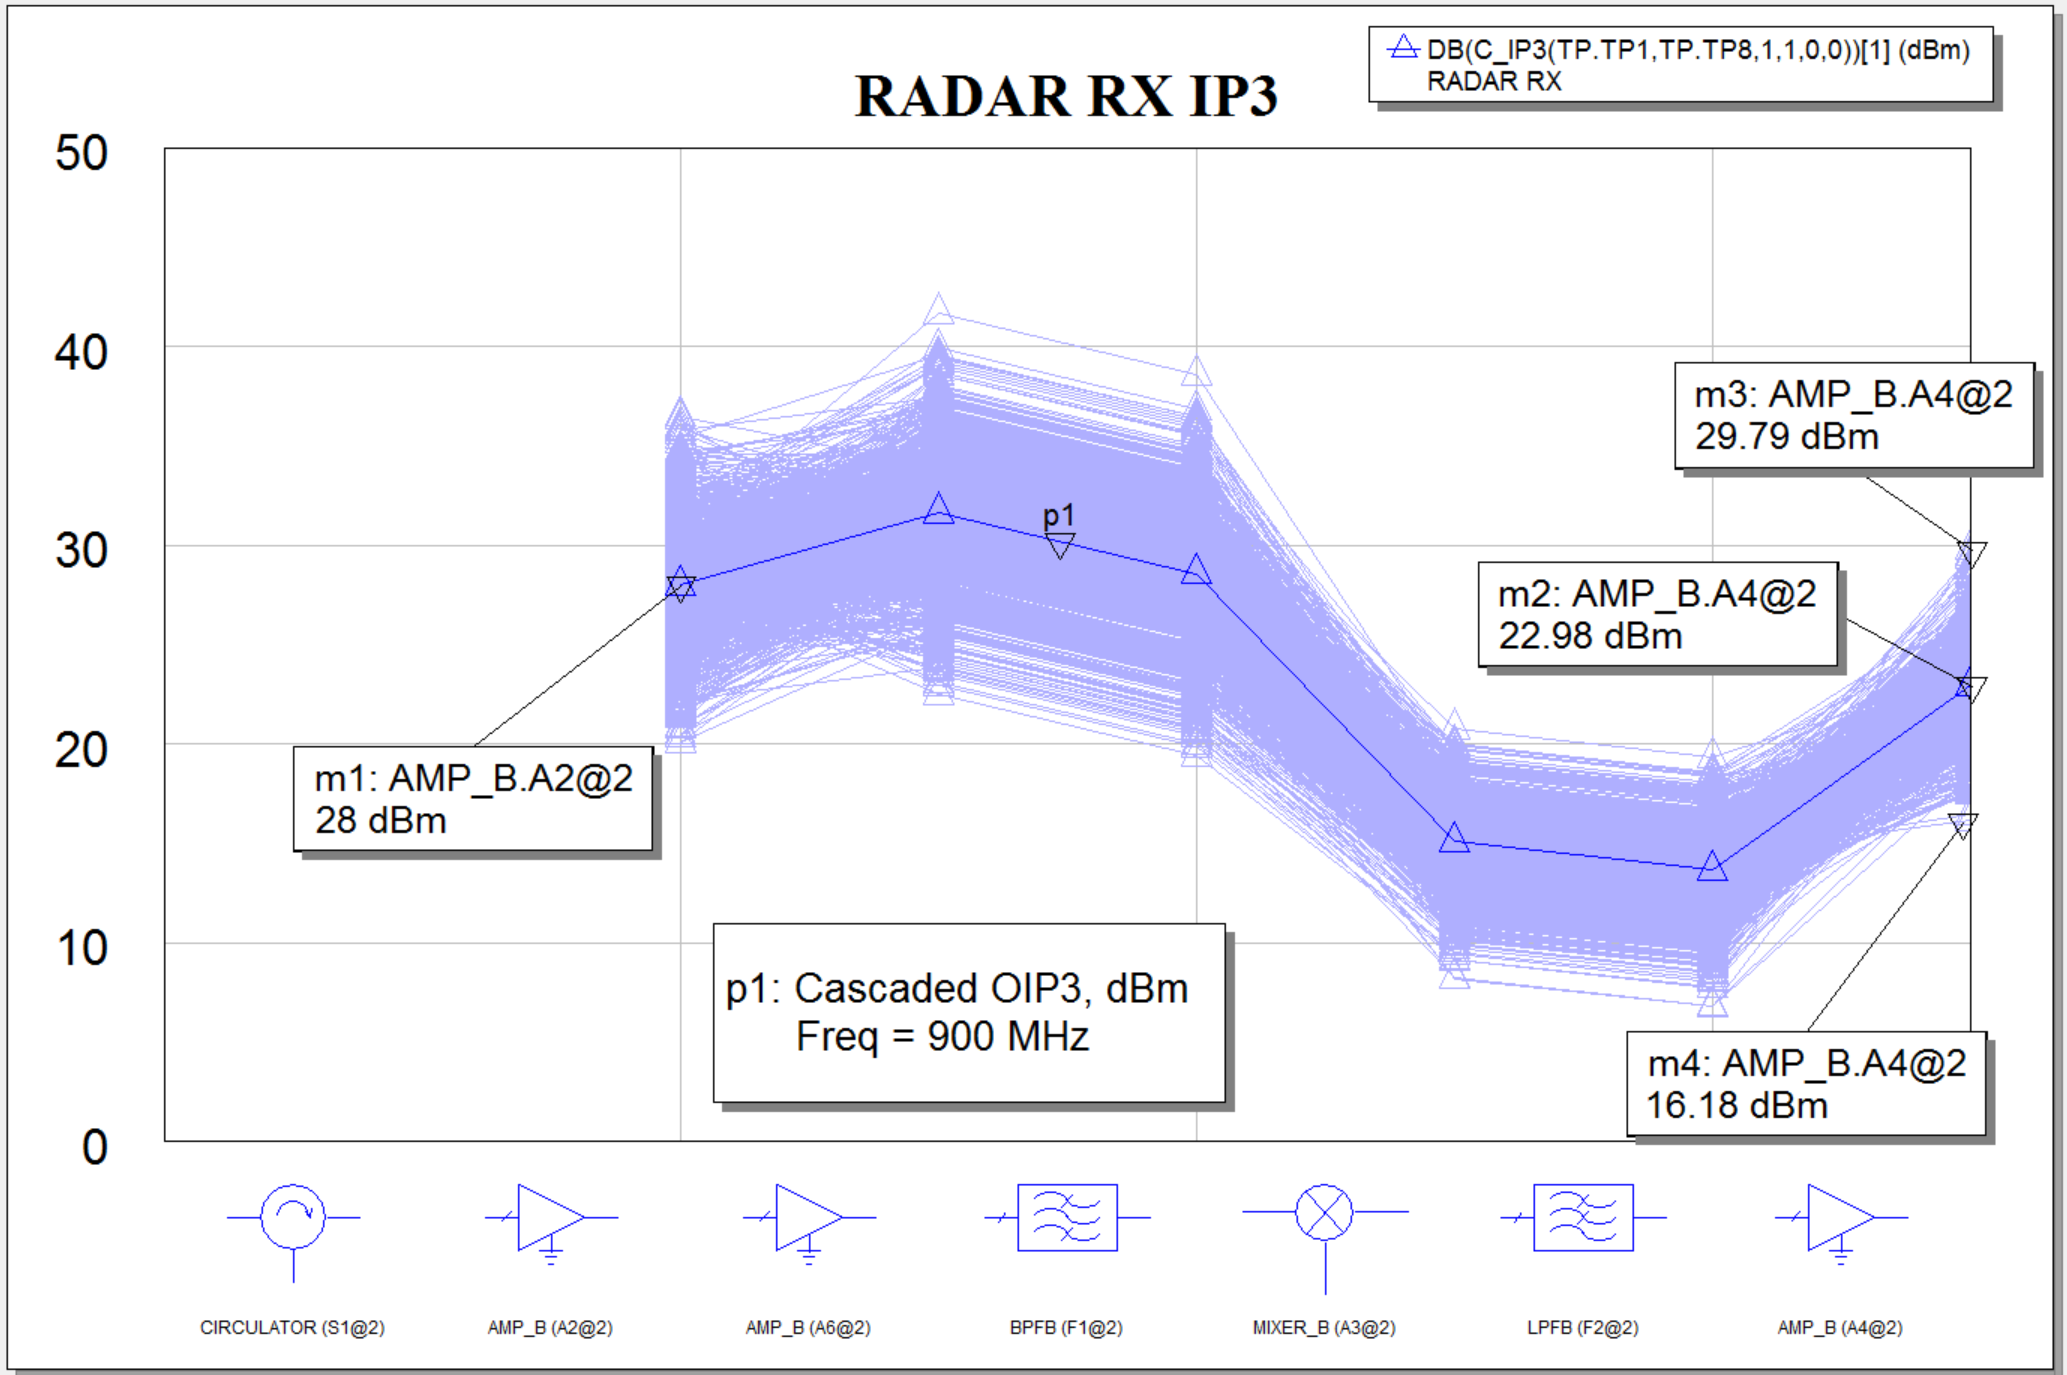 DB(C_IP3(TP.TP1,TP.TP8,1,1,0,0))[1] (dBm)
RADAR RX
RADAR RX IP3
50
40
30
20
10
0
m3: AMP_B.A4@2
29.79 dBm
p1
m2: AMP_B.A4@2
22.98 dBm
m1: AMP_B.A2@2
28 dBm
p1: Cascaded OIP3, dBm
Freq = 900 MHz
m4: AMP_B.A4@2
16.18 dBm
CIRCULATOR (S1@2)
AMP_B (A2@2)
AMP_B (A6@2)
BPFB (F1@2)
MIXER_B (A3@2)
LPFB (F2@2)
AMP_B (A4@2)